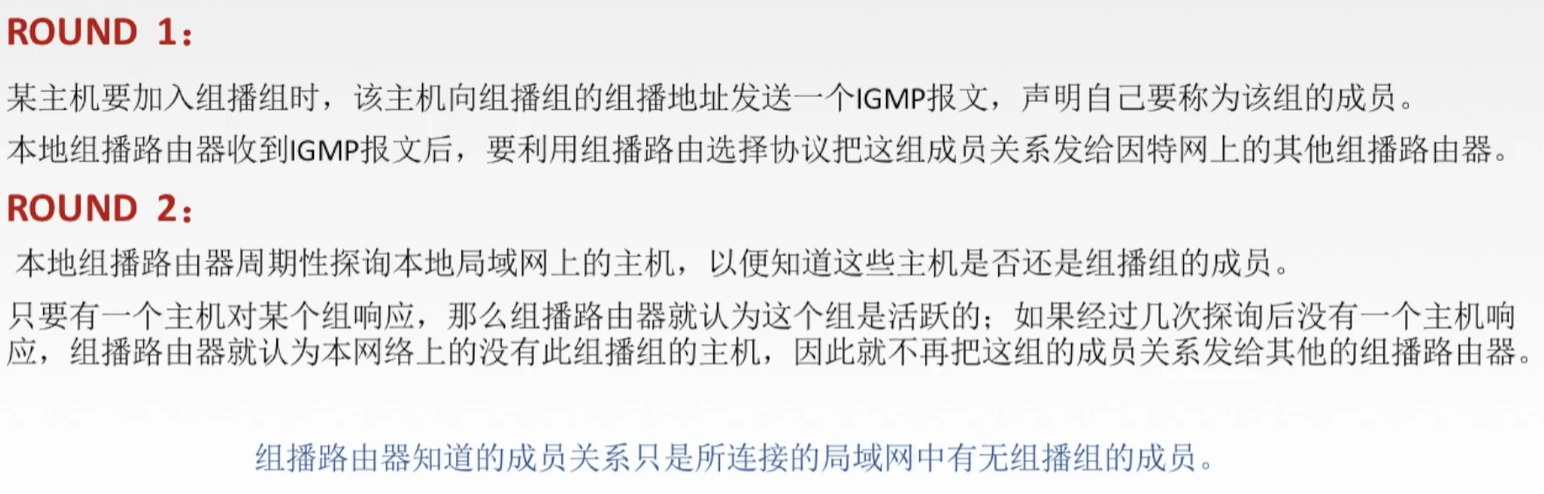 ROUND 1：
某主机要加入组播组时，该主机向组播组的组播地址发送一个IGMP报文，声明自己要称为该组的成员。
本地组播路由器收到IGMP报文后，要利用组播路由选择协议把这组成员关系发给因特网上的其他组播路由器。
ROUND 2：
本地组播路由器周期性探询本地局域网上的主机，以便知道这些主机是否还是组播组的成员。
只要有一个主机对某个组响应，那么组播路由器就认为这个组是活跃的；如果经过几次探询后没有一个主机响
应，组播路由器就认为本网络上的没有此组播组的主机，因此就不再把这组的成员关系发给其他的组播路由器。
组播路由器知道的成员关系只是所连接的局域网中有无组播组的成员。